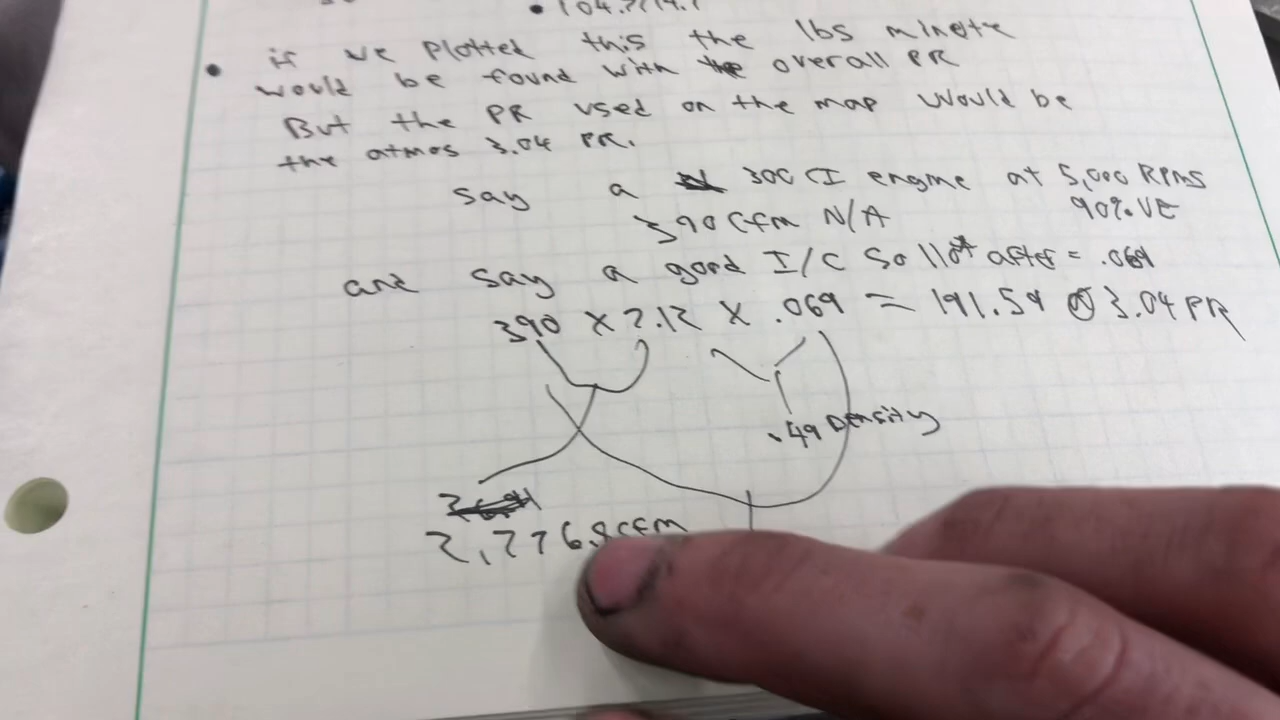 • if we plotted this the lbs minute
would be found with the overall PR
But the PR used on the map would be
the atmos 3.04 PR.
say a 300 CI engine at 5,000 RPMS
390 cfm N/A 90% VE
and say a good I/C so 110° after = .069
390 x 7.12 x .069 = 191.59 @ 3.04 PR
.49 Density
2,776.8 cfm